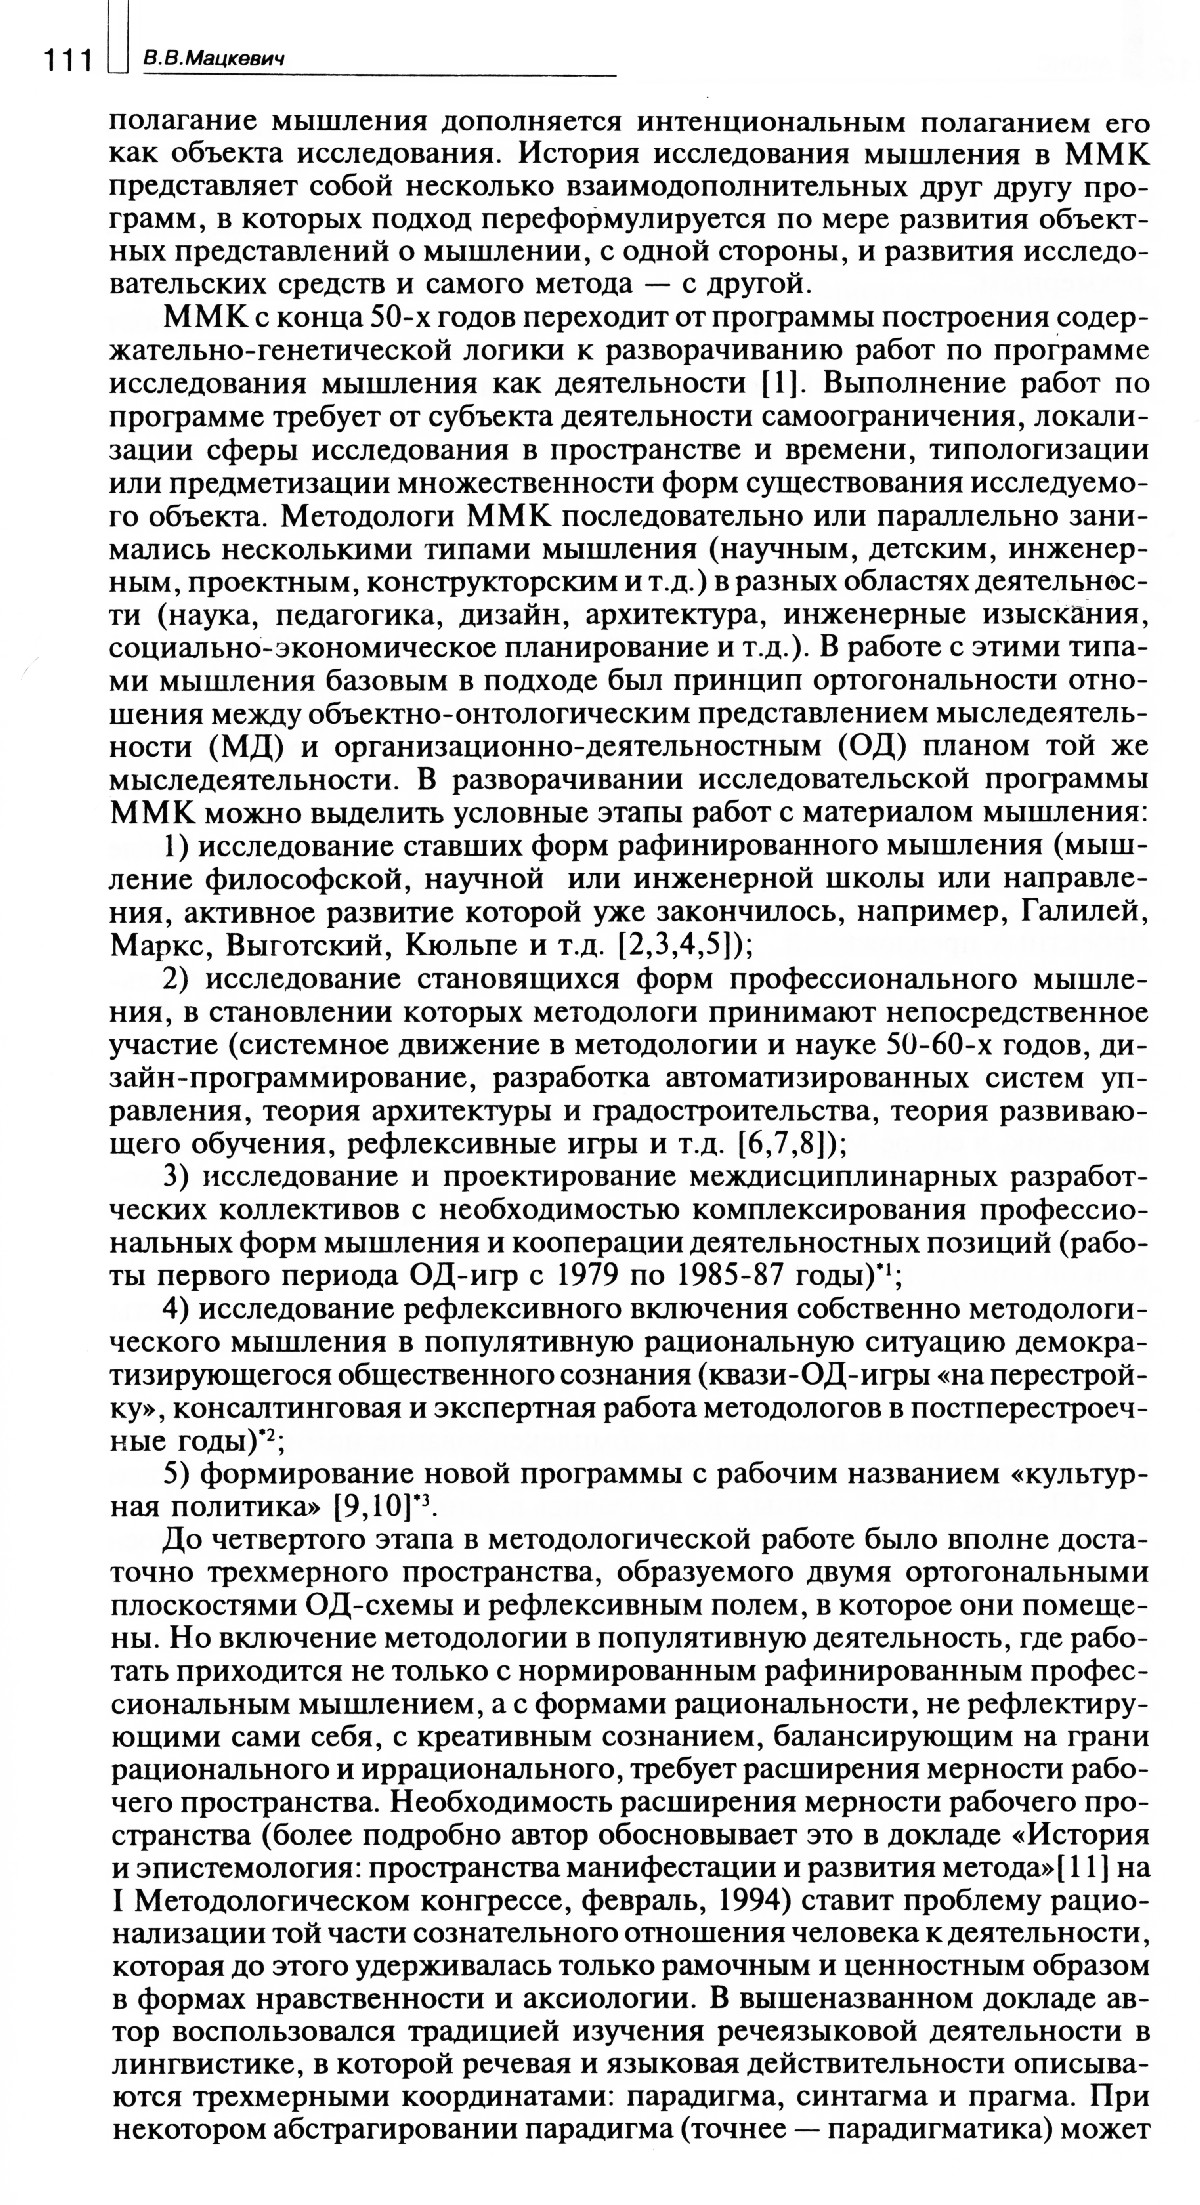 111
В.В.Мацкевич
полагание мышления дополняется интенциональным полаганием его
как объекта исследования. История исследования мышления в ММК
представляет собой несколько взаимодополнительных друг другу про-
грамм, в которых подход переформулируется по мере развития объект-
ных представлений о мышлении, с одной стороны, и развития исследо-
вательских средств и самого метода — с другой.
ММК с конца 50-х годов переходит от программы построения содер-
жательно-генетической логики к разворачиванию работ по программе
исследования мышления как деятельности [1]. Выполнение работ по
программе требует от субъекта деятельности самоограничения, локали-
зации сферы исследования в пространстве и времени, типологизации
или предметизации множественности форм существования исследуемо-
го объекта. Методологи ММК последовательно или параллельно зани-
мались несколькими типами мышления (научным, детским, инженер-
ным, проектным, конструкторским и т.д.) в разных областях деятельнос-
ти (наука, педагогика, дизайн, архитектура, инженерные изыскания,
социально-экономическое планирование и т.д.). В работе с этими типа-
ми мышления базовым в подходе был принцип ортогональности отно-
шения между объектно-онтологическим представлением мыследеятель-
ности (МД) и организационно-деятельностным (ОД) планом той же
мыследеятельности. В разворачивании исследовательской программы
ММК можно выделить условные этапы работ с материалом мышления:
1) исследование ставших форм рафинированного мышления (мыш-
ление философской, научной или инженерной школы или направле-
ния, активное развитие которой уже закончилось, например, Галилей,
Маркс, Выготский, Кюльпе и т.д. [2,3,4,5]);
2) исследование становящихся форм профессионального мышле-
ния, в становлении которых методологи принимают непосредственное
участие (системное движение в методологии и науке 50-60-х годов, ди-
зайн-программирование, разработка автоматизированных систем уп-
равления, теория архитектуры и градостроительства, теория развиваю-
щего обучения, рефлексивные игры и т.д. [6,7,8]);
3) исследование и проектирование междисциплинарных разработ-
ческих коллективов с необходимостью комплексирования профессио-
нальных форм мышления и кооперации деятельностных позиций (рабо-
ты первого периода ОД-игр с 1979 по 1985-87 годы)*1;
4) исследование рефлексивного включения собственно методологи-
ческого мышления в популятивную рациональную ситуацию демокра-
тизирующегося общественного сознания (квази-ОД-игры «на перестрой-
ку», консалтинговая и экспертная работа методологов в постперестроеч-
ные годы)*2;
5) формирование новой программы с рабочим названием «культур-
ная политика» [9,10]*3.
До четвертого этапа в методологической работе было вполне доста-
точно трехмерного пространства, образуемого двумя ортогональными
плоскостями ОД-схемы и рефлексивным полем, в которое они помеще-
ны. Но включение методологии в популятивную деятельность, где рабо-
тать приходится не только с нормированным рафинированным профес-
сиональным мышлением, а с формами рациональности, не рефлектиру-
ющими сами себя, с креативным сознанием, балансирующим на грани
рационального и иррационального, требует расширения мерности рабо-
чего пространства. Необходимость расширения мерности рабочего про-
странства (более подробно автор обосновывает это в докладе «История
и эпистемология: пространства манифестации и развития метода»[11] на
I Методологическом конгрессе, февраль, 1994) ставит проблему рацио-
нализации той части сознательного отношения человека к деятельности,
которая до этого удерживалась только рамочным и ценностным образом
в формах нравственности и аксиологии. В вышеназванном докладе ав-
тор воспользовался традицией изучения речеязыковой деятельности в
лингвистике, в которой речевая и языковая действительности описыва-
ются трехмерными координатами: парадигма, синтагма и прагма. При
некотором абстрагировании парадигма (точнее — парадигматика) может